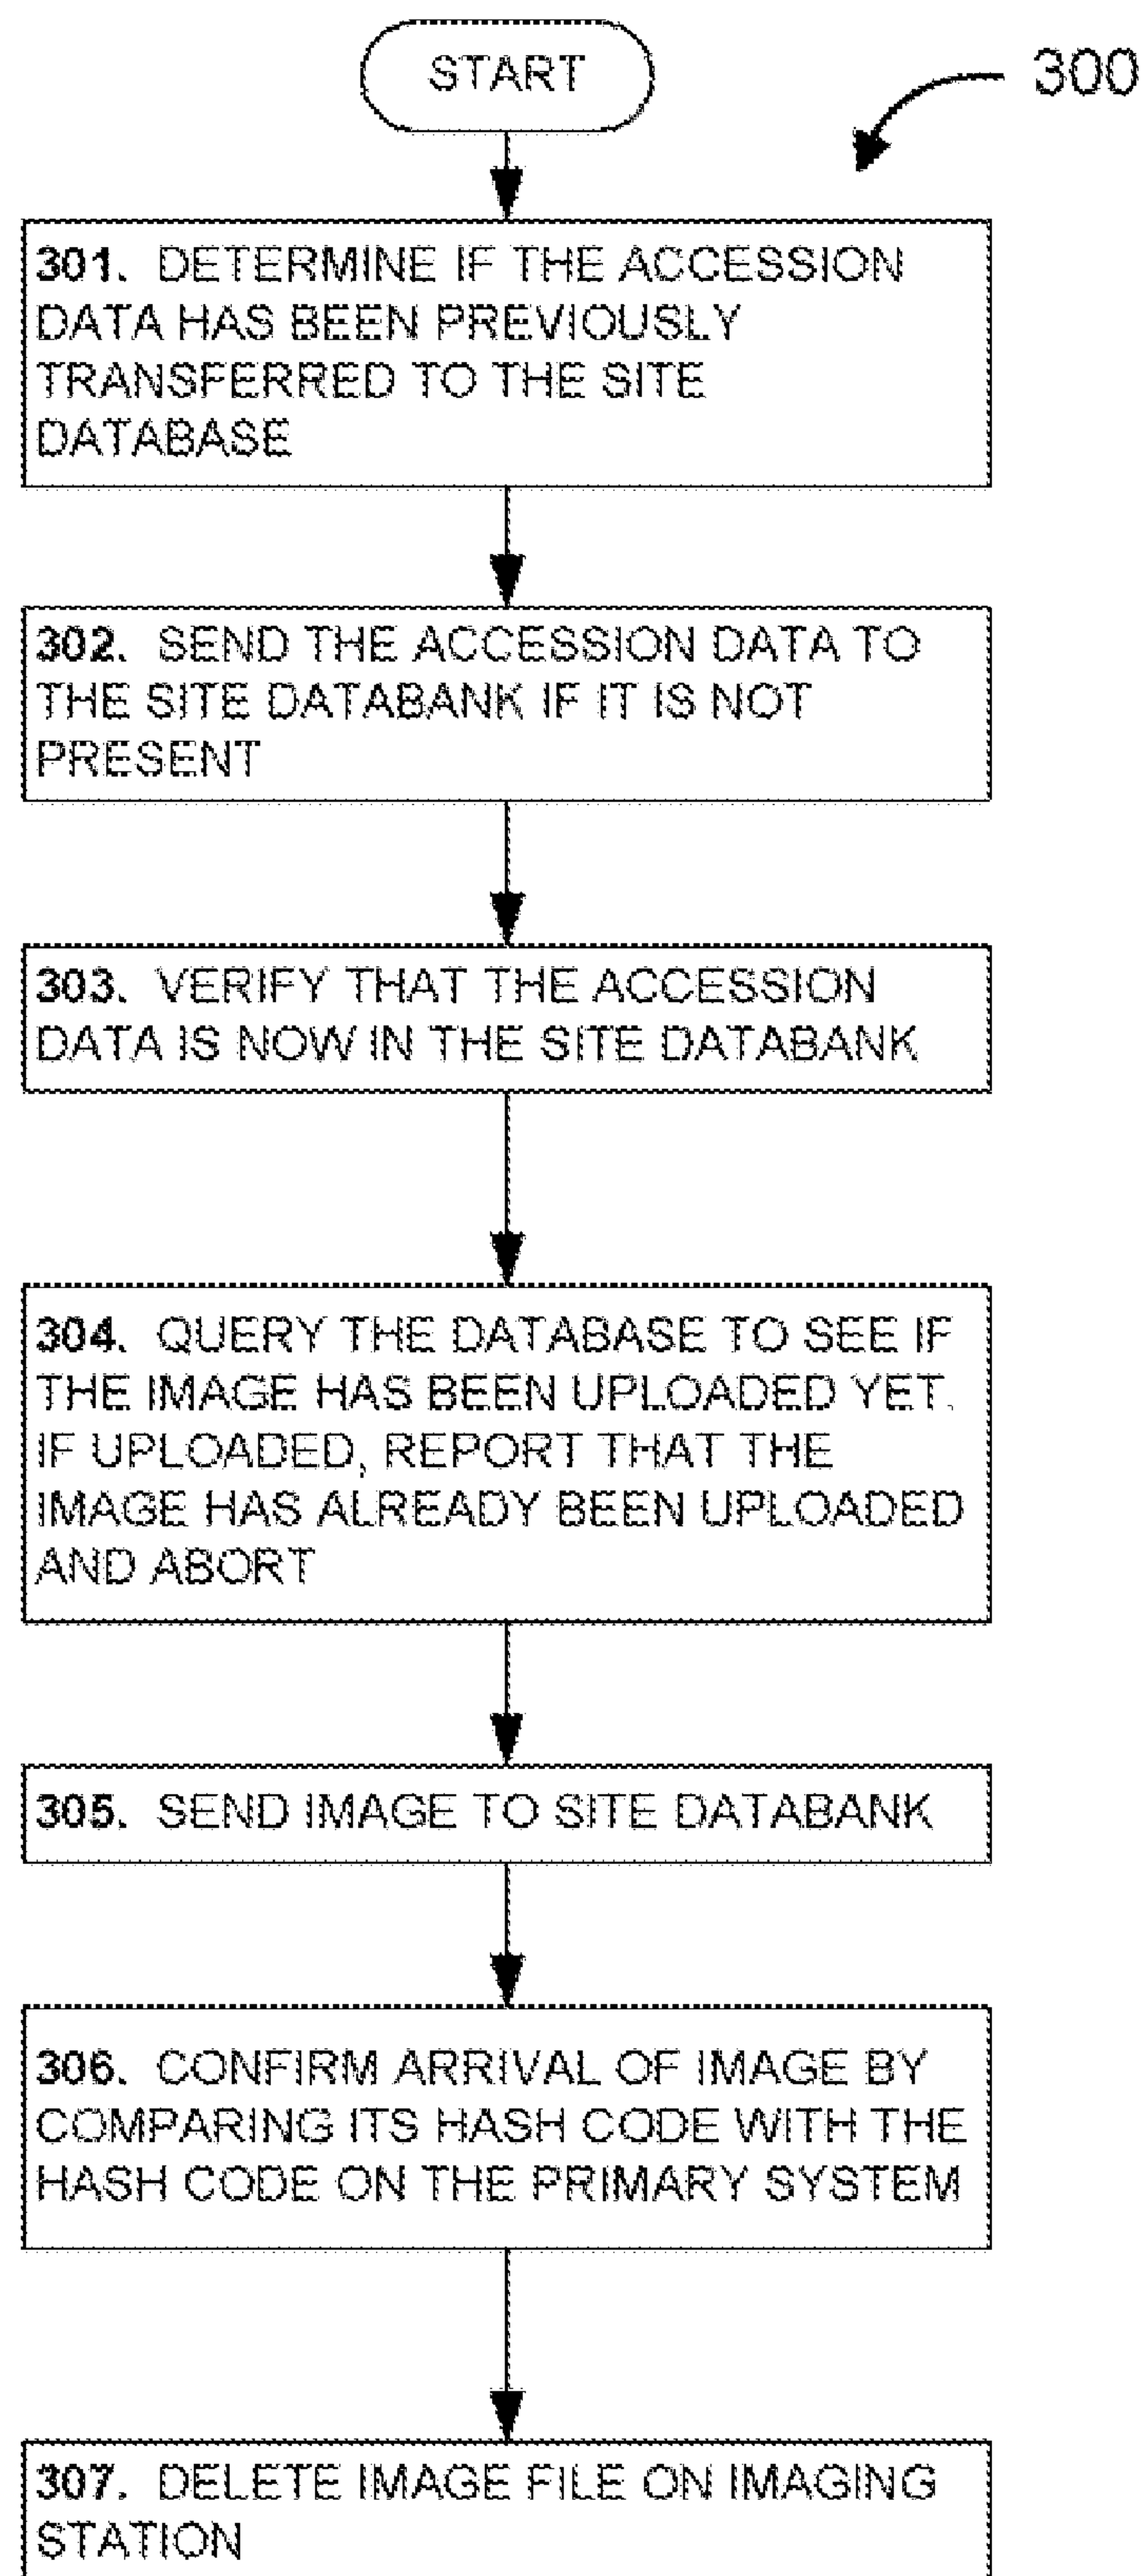 START
300
301. DETERMINE IF THE ACCESSION
DATA HAS BEEN PREVIOUSLY
TRANSFERRED TO THE SITE
DATABASE
302. SEND THE ACCESSION DATA TO
THE SITE DATABANK IF IT IS NOT
PRESENT
303. VERIFY THAT THE ACCESSION
DATA IS NOW IN THE SITE DATABANK
304. QUERY THE DATABASE TO SEE IF
THE IMAGE HAS BEEN UPLOADED YET.
IF UPLOADED, REPORT THAT THE
IMAGE HAS ALREADY BEEN UPLOADED
AND ABORT
305. SEND IMAGE TO SITE DATABANK
306. CONFIRM ARRIVAL OF IMAGE BY
COMPARING ITS HASH CODE WITH THE
HASH CODE ON THE PRIMARY SYSTEM
307. DELETE IMAGE FILE ON IMAGING
STATION